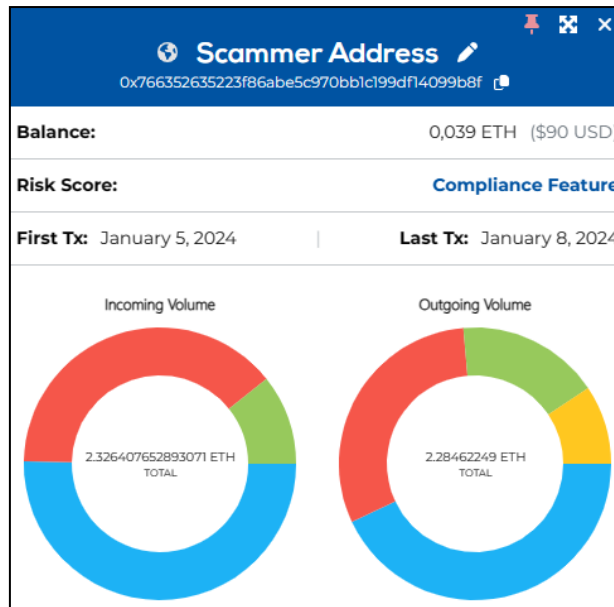 Scammer Address
0x766352635223f86abe5c970bb1c199df14099b8f
Balance: 0,039 ETH ($90 USD)
Risk Score: Compliance Feature
First Tx: January 5, 2024 | Last Tx: January 8, 2024
Incoming Volume Outgoing Volume
2.326407652893071 ETH 2.28462249 ETH
TOTAL TOTAL